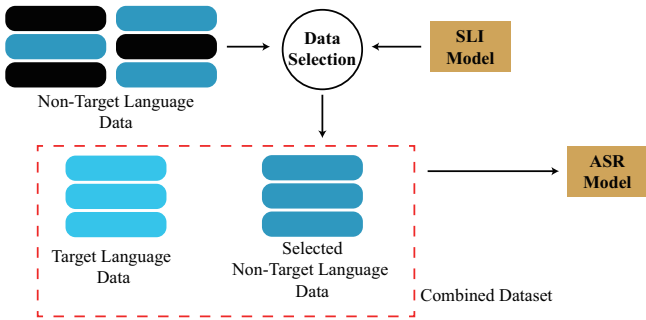 Data
Selection
SLI
Model
Non-Target Language
Data
ASR
Model
Target Language
Data
Selected
Non-Target Language
Data
Combined Dataset